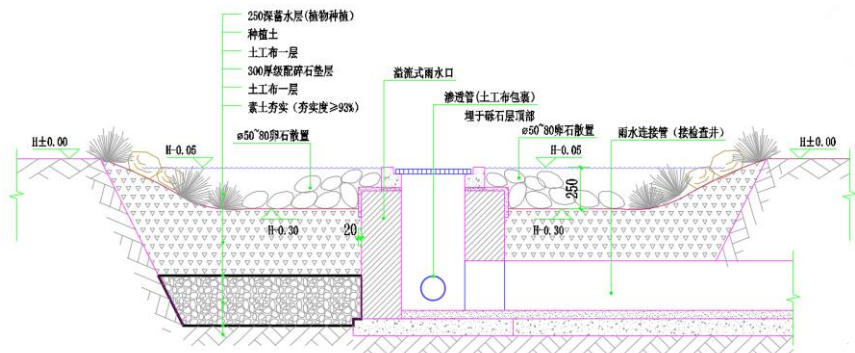 250深蓄水层(植物种植)
种植土
土工布一层
300厚级配碎石垫层
土工布一层
素土夯实（夯实度≥93%）
溢流式雨水口
渗透管(土工布包裹)
埋于砾石层顶部
ø50~80卵石散置
ø50~80卵石散置
雨水连接管（接检查井）
H±0.00
H-0.05
H-0.05
H±0.00
250
H-0.30
20
H-0.30